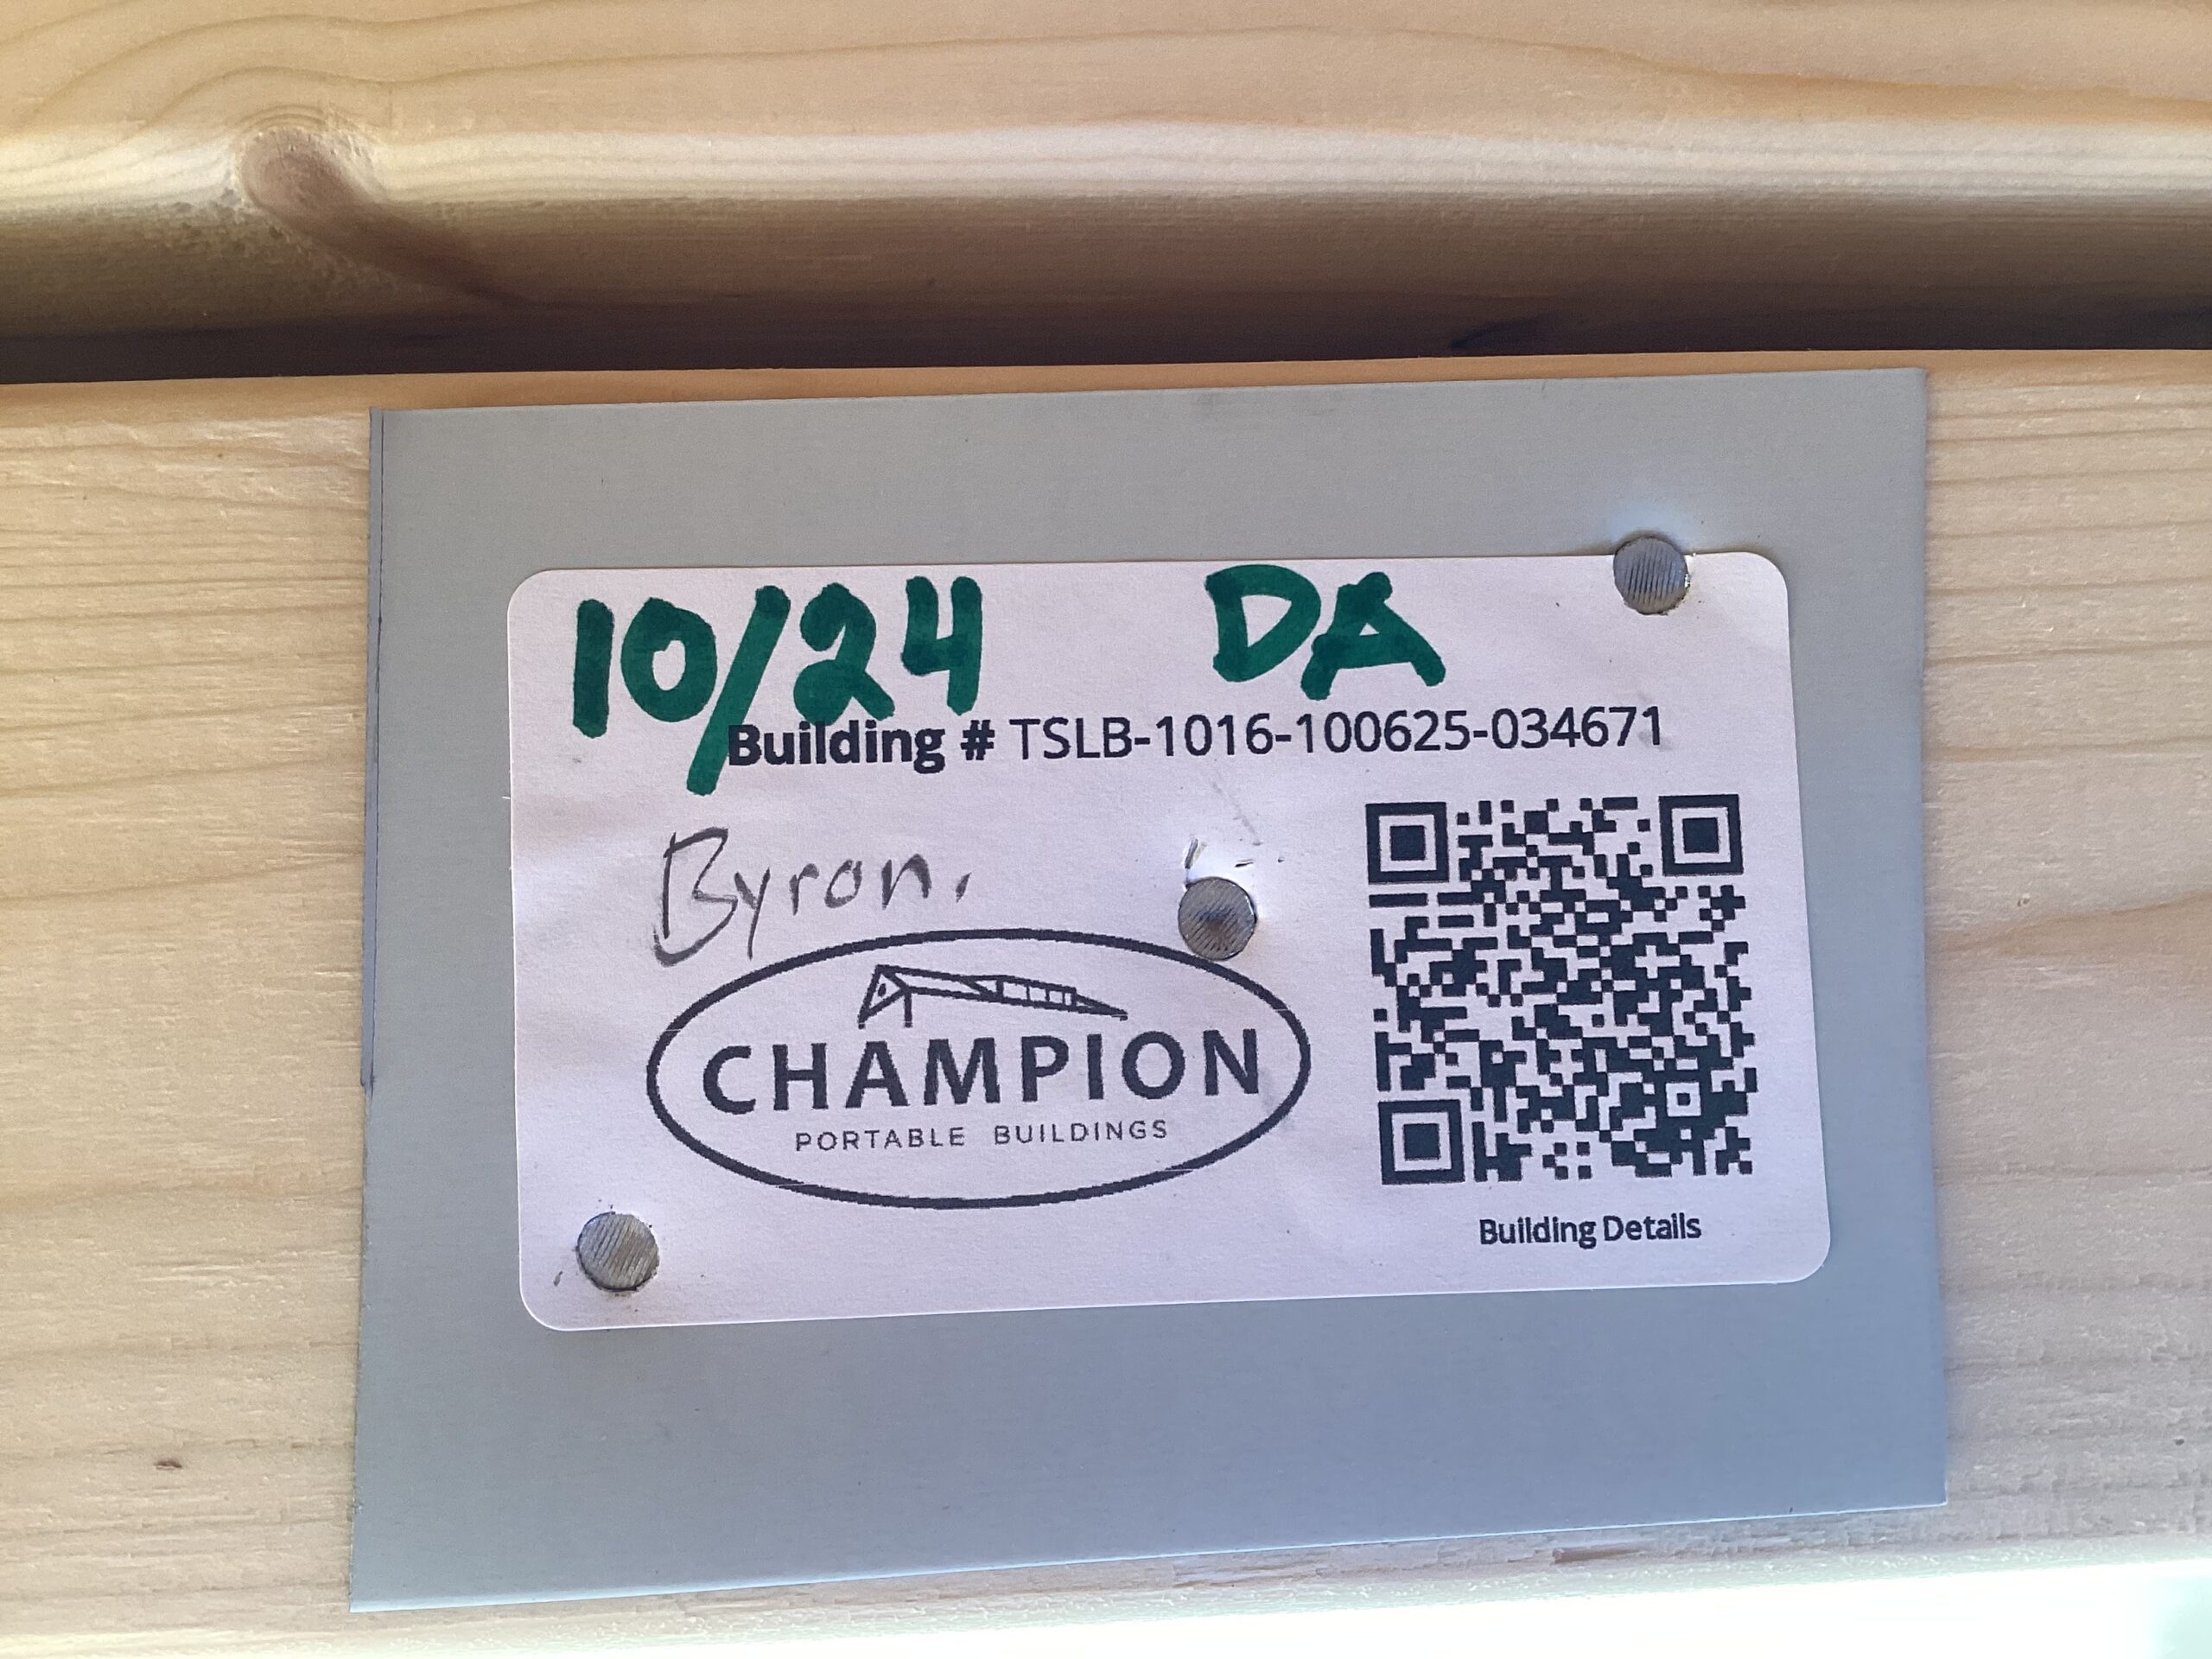 10/24 DA
Building # TSLB-1016-100625-034671
Byron.
CHAMPION
PORTABLE BUILDINGS
Building Details